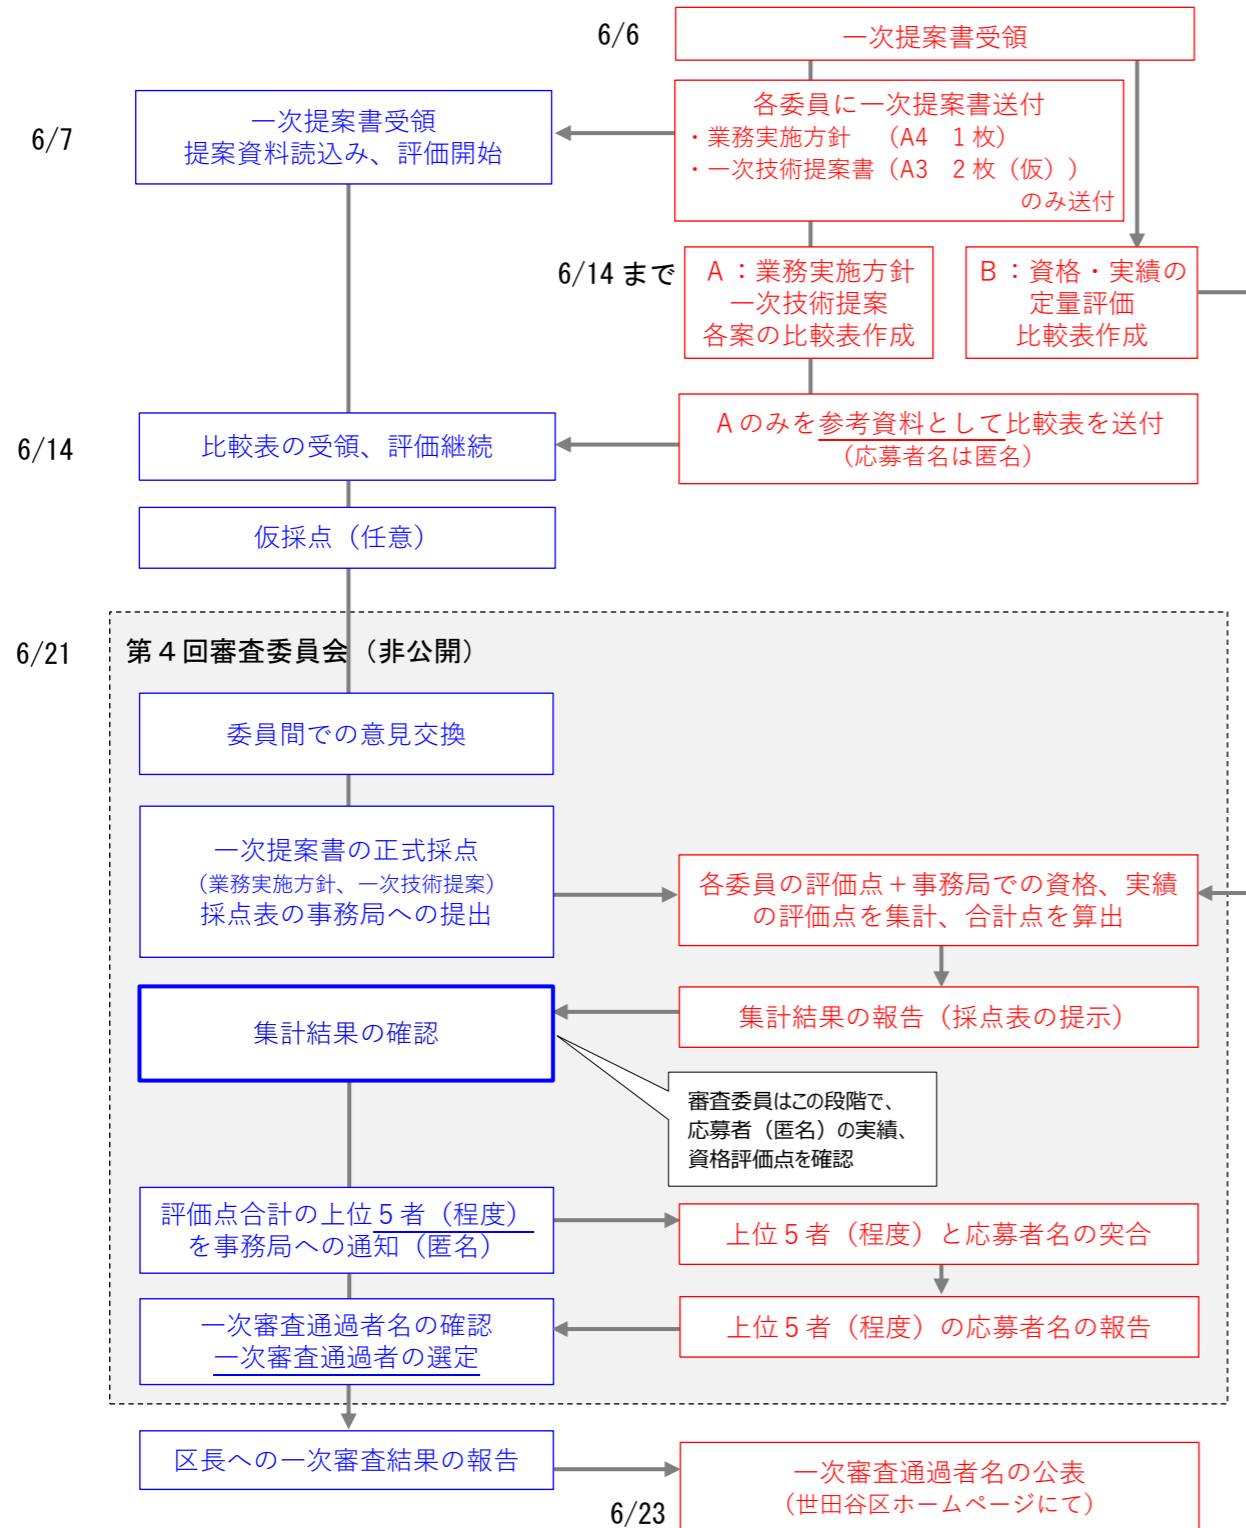 6/6
一次提案書受領
6/7
一次提案書受領
提案資料読込み、評価開始
各委員に一次提案書送付
・業務実施方針　（A4　1 枚）
・一次技術提案書（A3　2 枚（仮））
のみ送付
6/14 まで
A ：業務実施方針
一次技術提案
各案の比較表作成
B ：資格・実績の
定量評価
比較表作成
6/14
比較表の受領、評価継続
A のみを参考資料として比較表を送付
（応募者名は匿名）
仮採点（任意）
6/21
第４回審査委員会（非公開）
委員間での意見交換
一次提案書の正式採点
（業務実施方針、一次技術提案）
採点表の事務局への提出
各委員の評価点＋事務局での資格、実績
の評価点を集計、合計点を算出
集計結果の確認
集計結果の報告（採点表の提示）
審査委員はこの段階で、
応募者（匿名）の実績、
資格評価点を確認
評価点合計の上位５者（程度）
を事務局への通知（匿名）
上位５者（程度）と応募者名の突合
一次審査通過者名の確認
一次審査通過者の選定
上位５者（程度）の応募者名の報告
区長への一次審査結果の報告
6/23
一次審査通過者名の公表
（世田谷区ホームページにて）